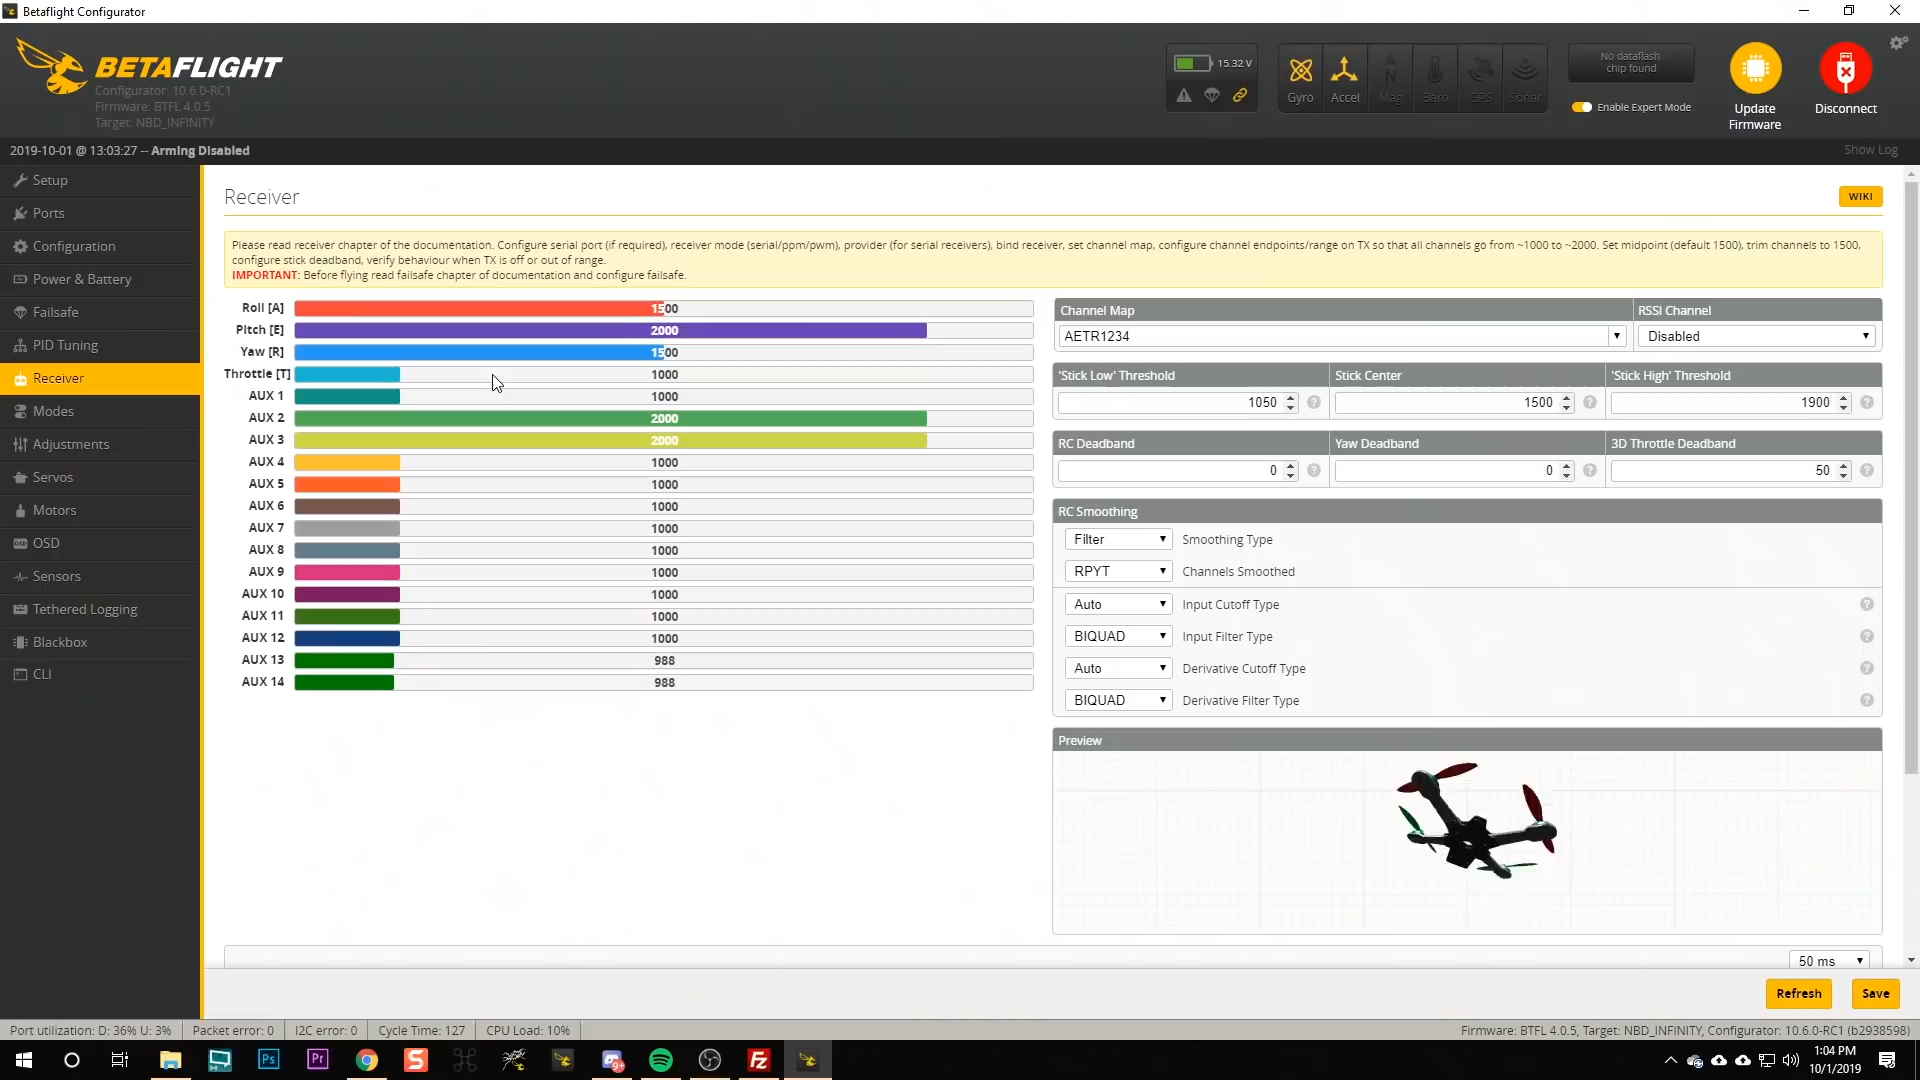 Betaflight Configurator
BETAFLIGHT
Configurator: 10.6.0-RC1
Firmware: BTFL 4.0.5
Target: NBD_INFINITY
15.32 V
Gyro
Accel
Mag
Baro
GPS
Sonar
No dataflash
chip found
Enable Expert Mode
Update
Firmware
Disconnect
2019-10-01 @ 13:03:27 -- Arming Disabled
Show Log
Setup
Ports
Configuration
Power & Battery
Failsafe
PID Tuning
Receiver
Modes
Adjustments
Servos
Motors
OSD
Sensors
Tethered Logging
Blackbox
CLI
Receiver
WIKI
Please read receiver chapter of the documentation. Configure serial port (if required), receiver mode (serial/ppm/pwm), provider (for serial receivers), bind receiver, set channel map, configure channel endpoints/range on TX so that all channels go from ~1000 to ~2000. Set midpoint (default 1500), trim channels to 1500,
configure stick deadband, verify behaviour when TX is off or out of range.
IMPORTANT: Before flying read failsafe chapter of documentation and configure failsafe.
Roll [A] 1500
Pitch [E] 2000
Yaw [R] 1500
Throttle [T] 1000
AUX 1 1000
AUX 2 2000
AUX 3 2000
AUX 4 1000
AUX 5 1000
AUX 6 1000
AUX 7 1000
AUX 8 1000
AUX 9 1000
AUX 10 1000
AUX 11 1000
AUX 12 1000
AUX 13 988
AUX 14 988
Channel Map RSSI Channel
AETR1234 Disabled
'Stick Low' Threshold Stick Center 'Stick High' Threshold
1050 1500 1900
RC Deadband Yaw Deadband 3D Throttle Deadband
0 0 50
RC Smoothing
Filter Smoothing Type
RPYT Channels Smoothed
Auto Input Cutoff Type
BIQUAD Input Filter Type
Auto Derivative Cutoff Type
BIQUAD Derivative Filter Type
Preview
50 ms
Refresh Save
Port utilization: D: 36% U: 3% Packet error: 0 I2C error: 0 Cycle Time: 127 CPU Load: 10% Firmware: BTFL 4.0.5, Target: NBD_INFINITY, Configurator: 10.6.0-RC1 (b2938598)
Ps
Pr
S
9+
Fz
1:04 PM
10/1/2019